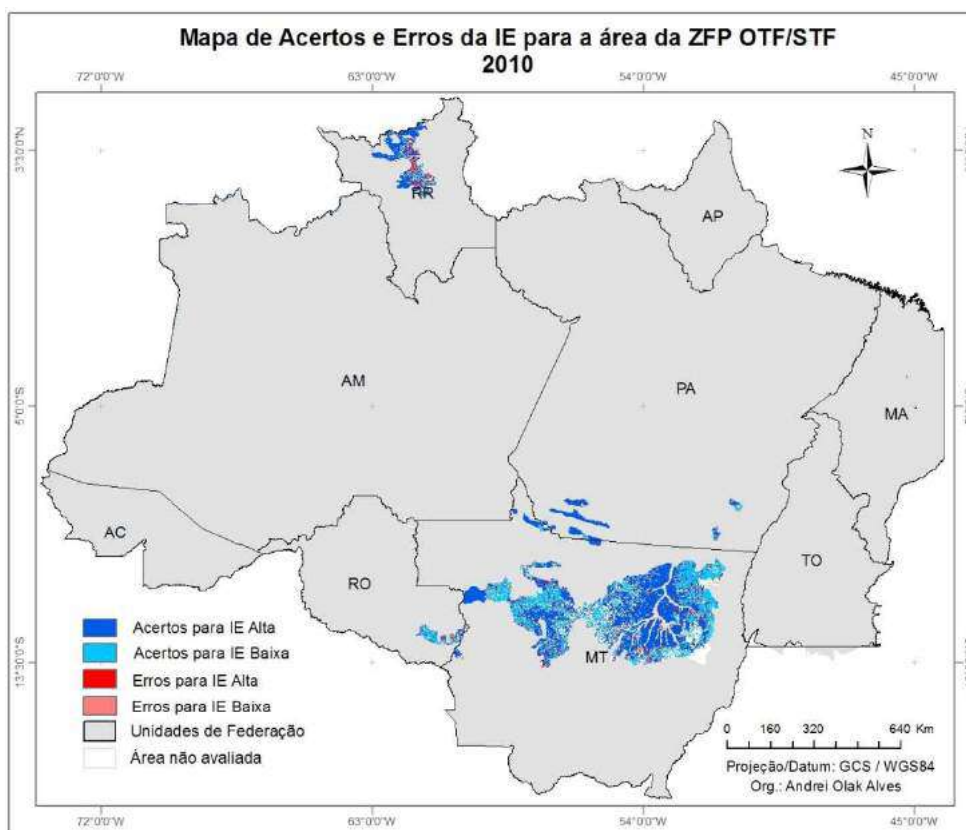 Mapa de Acertos e Erros da IE para a área da ZFP OTF/STF
2010
72°0'0"W 63°0'0"W 54°0'0"W 45°0'0"W
3°30'0"N
N
RR
AP
AM
PA
MA
5°0'0"S
AC
RO
TO
MT
13°30'0"S
Acertos para IE Alta
Acertos para IE Baixa
Erros para IE Alta
Erros para IE Baixa
Unidades de Federação
Área não avaliada
0 160 320 640 Km
Projeção/Datum: GCS / WGS84
Org.: Andrei Olak Alves
72°0'0"W 63°0'0"W 54°0'0"W 45°0'0"W